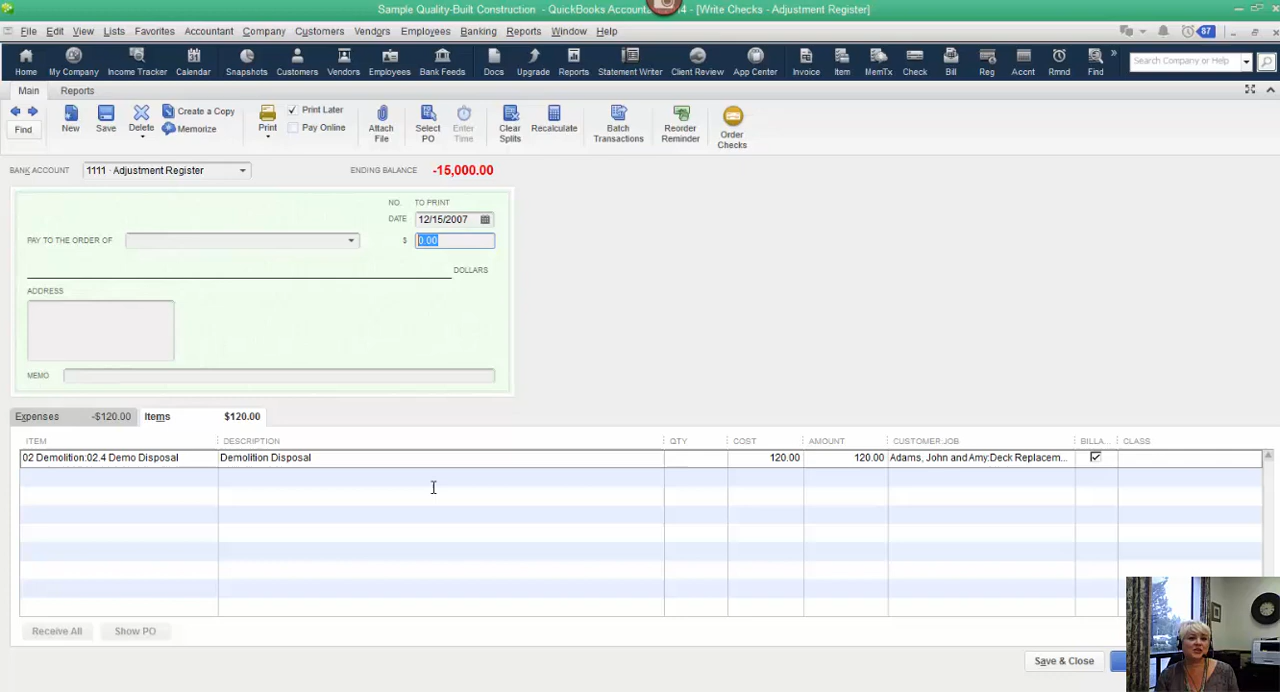 Sample Quality-Built Construction - QuickBooks Accounta 14 - [Write Checks - Adjustment Register]
File Edit View Lists Favorites Accountant Company Customers Vendors Employees Banking Reports Window Help
87
Home My Company Income Tracker Calendar Snapshots Customers Vendors Employees Bank Feeds Docs Upgrade Reports Statement Writer Client Review App Center Invoice Item MemTx Check Bill Reg Accnt Rmnd Find
Search Company or Help
Main Reports
Find New Save Delete Create a Copy Memorize Print Print Later Pay Online Attach File Select PO Enter Time Clear Splits Recalculate Batch Transactions Reorder Reminder Order Checks
BANK ACCOUNT 1111 · Adjustment Register ENDING BALANCE -15,000.00
NO. TO PRINT
DATE 12/15/2007
PAY TO THE ORDER OF $ 0.00
DOLLARS
ADDRESS
MEMO
Expenses -$120.00 Items $120.00
ITEM DESCRIPTION QTY COST AMOUNT CUSTOMER:JOB BILLA... CLASS
02 Demolition:02.4 Demo Disposal Demolition Disposal 120.00 120.00 Adams, John and Amy:Deck Replacem...
Receive All Show PO
Save & Close